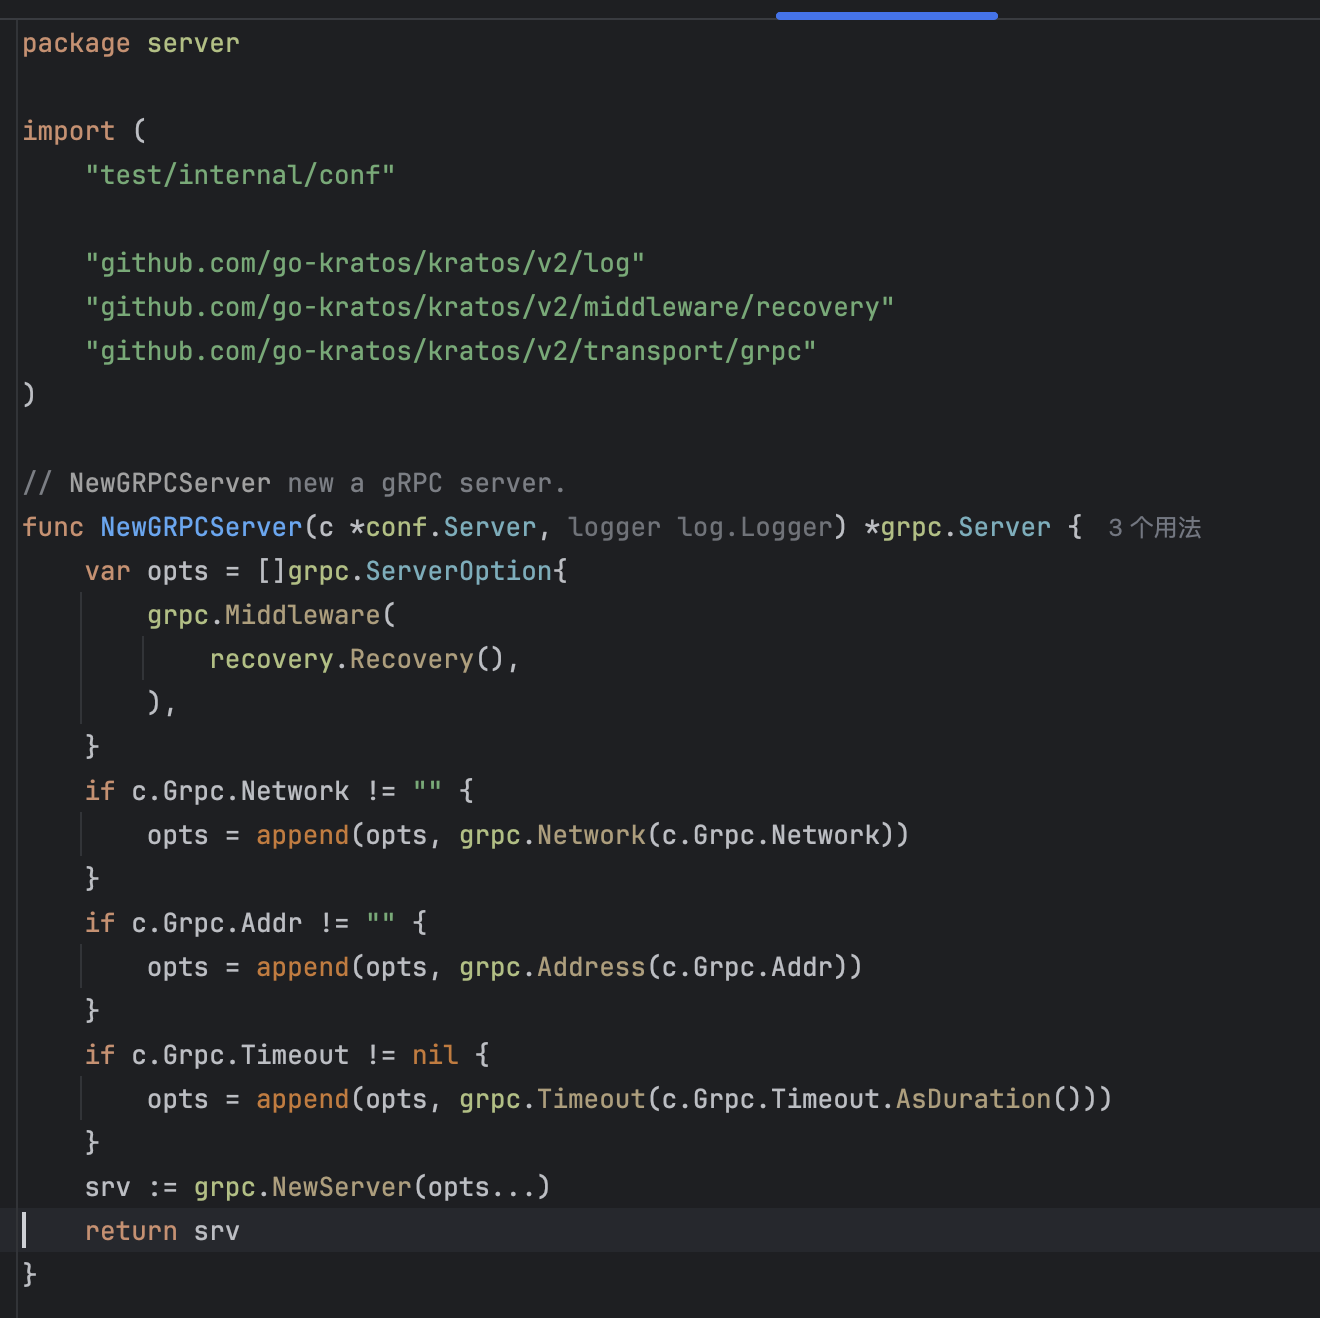 package server
import (
"test/internal/conf"
"github.com/go-kratos/kratos/v2/log"
"github.com/go-kratos/kratos/v2/middleware/recovery"
"github.com/go-kratos/kratos/v2/transport/grpc"
)
// NewGRPCServer new a gRPC server.
func NewGRPCServer(c *conf.Server, logger log.Logger) *grpc.Server { 3 个用法
var opts = []grpc.ServerOption{
grpc.Middleware(
recovery.Recovery(),
),
}
if c.Grpc.Network != "" {
opts = append(opts, grpc.Network(c.Grpc.Network))
}
if c.Grpc.Addr != "" {
opts = append(opts, grpc.Address(c.Grpc.Addr))
}
if c.Grpc.Timeout != nil {
opts = append(opts, grpc.Timeout(c.Grpc.Timeout.AsDuration()))
}
srv := grpc.NewServer(opts...)
return srv
}